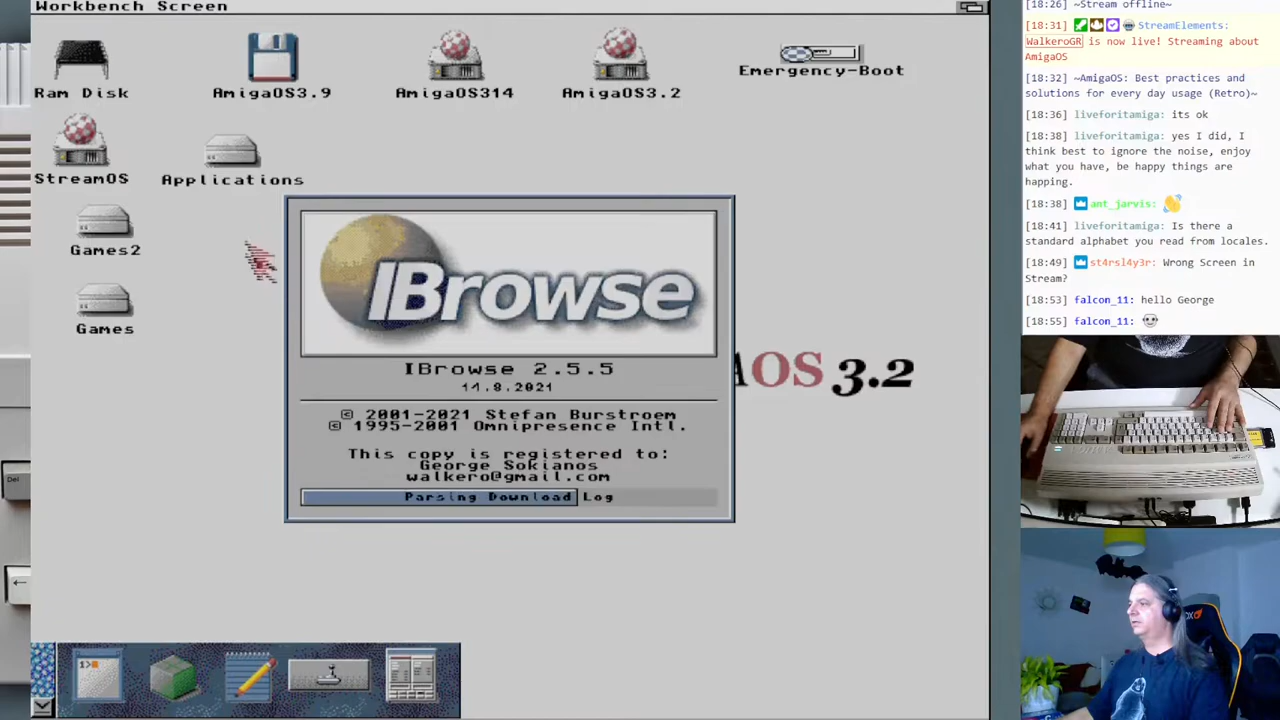 Workbench Screen
Ram Disk
AmigaOS3.9
AmigaOS314
AmigaOS3.2
Emergency-Boot
StreamOS
Applications
Games2
Games
IBrowse
IBrowse 2.5.5
14.8.2021
© 2001-2021 Stefan Burstroem
© 1995-2001 Omnipresence Intl.
This copy is registered to:
George Sokianos
walkero@gmail.com
Parsing Download Log
AOS 3.2
1>
Del
[18:26] ~Stream offline~
[18:31] StreamElements:
WalkeroGR is now live! Streaming about
AmigaOS
[18:32] ~AmigaOS: Best practices and
solutions for every day usage (Retro)~
[18:36] liveforitamiga: its ok
[18:38] liveforitamiga: yes I did, I
think best to ignore the noise, enjoy
what you have, be happy things are
happing.
[18:38] ant_jarvis:
[18:41] liveforitamiga: Is there a
standard alphabet you read from locales.
[18:49] st4rsl4y3r: Wrong Screen in
Stream?
[18:53] falcon_11: hello George
[18:55] falcon_11: